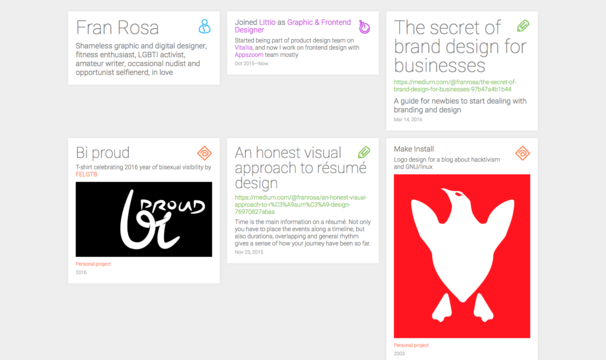 Fran Rosa
Shameless graphic and digital designer,
fitness enthusiast, LGBTI activist,
amateur writer, occasional nudist and
opportunist selfienerd, in love
Joined Littio as Graphic & Frontend
Designer
Started being part of product design team on
Vitalia, and now I work on frontend design with
Appszoom team mostly
Oct 2015–Now
The secret of
brand design for
businesses
https://medium.com/@franrosa/the-secret-of-
brand-design-for-businesses-97b47a4b1b44
A guide for newbies to start dealing with
branding and design
Mar 14, 2016
Bi proud
T-shirt celebrating 2016 year of bisexual visibility by
FELGTB
PROUD
bi
Personal project
2016
An honest visual
approach to résumé
design
https://medium.com/@franrosa/an-honest-visual-
approach-to-r%C3%A9sum%C3%A9-design-
76970827abaa
Time is the main information on a résumé. Not only
you have to place the events along a timeline, but
also durations, overlapping and general rhythm
gives a sense of how your journey have been so far.
Nov 23, 2015
Make Install
Logo design for a blog about hacktivism
and GNU/linux
Personal project
2003